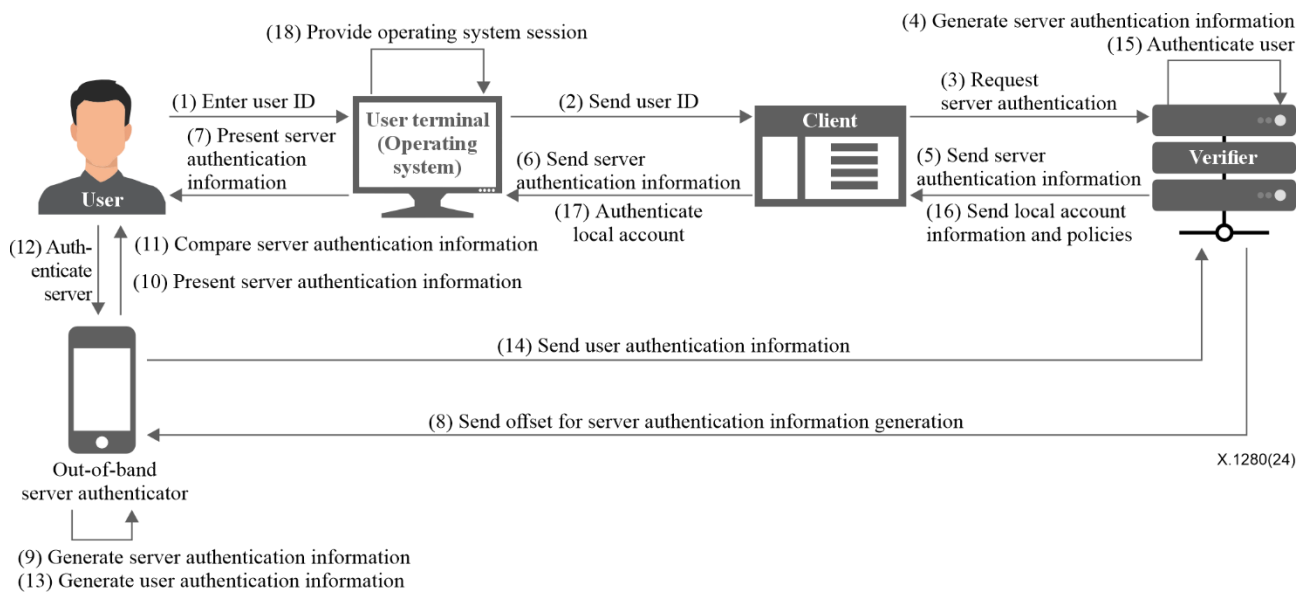 (18) Provide operating system session
(4) Generate server authentication information
(15) Authenticate user
(1) Enter user ID
(2) Send user ID
(3) Request
server authentication
(7) Present server
authentication
information
User terminal
(Operating
system)
(6) Send server
authentication information
Client
(5) Send server
authentication information
Verifier
User
(17) Authenticate
local account
(16) Send local account
information and policies
(12) Auth-
enticate
server
(11) Compare server authentication information
(10) Present server authentication information
(14) Send user authentication information
(8) Send offset for server authentication information generation
X.1280(24)
Out-of-band
server authenticator
(9) Generate server authentication information
(13) Generate user authentication information